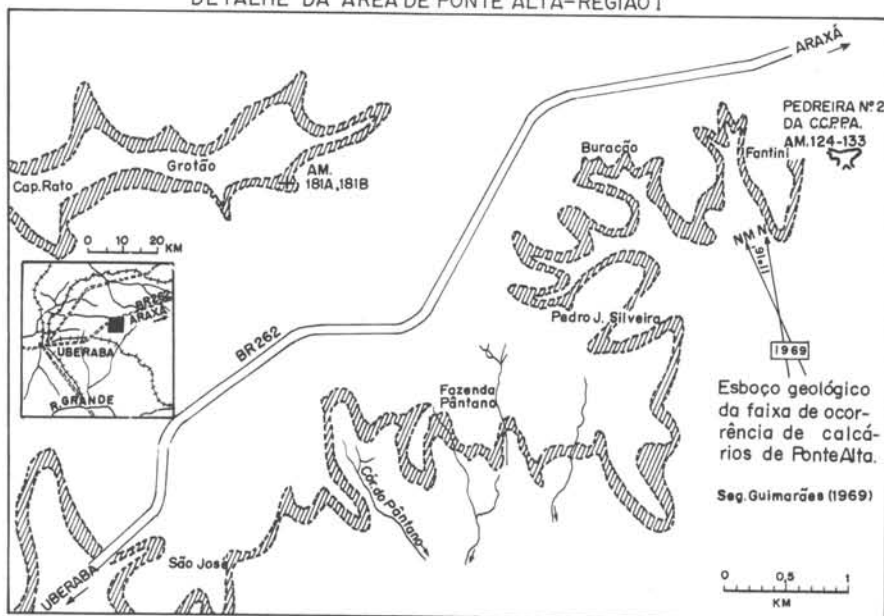 DETALHE DA ÁREA DE PONTE ALTA-REGIÃO I
ARAXÁ
PEDREIRA Nº 2
DA C.C.P.P.A.
AM.124-133
Buracão
Fantini
Grotão
Cap.Rato
AM.
181A,181B
0 10 20
KM
NM N
11°16'
BR262
ARAXÁ
UBERABA
R. GRANDE
Pedro J. Silveira
1969
BR262
Fazenda
Pântano
Esboço geológico
da faixa de ocor-
rência de calcá-
rios de Ponte Alta.
Seg. Guimarães (1969)
Cór.do Pântano
São José
UBERABA
0 0,5 1
KM